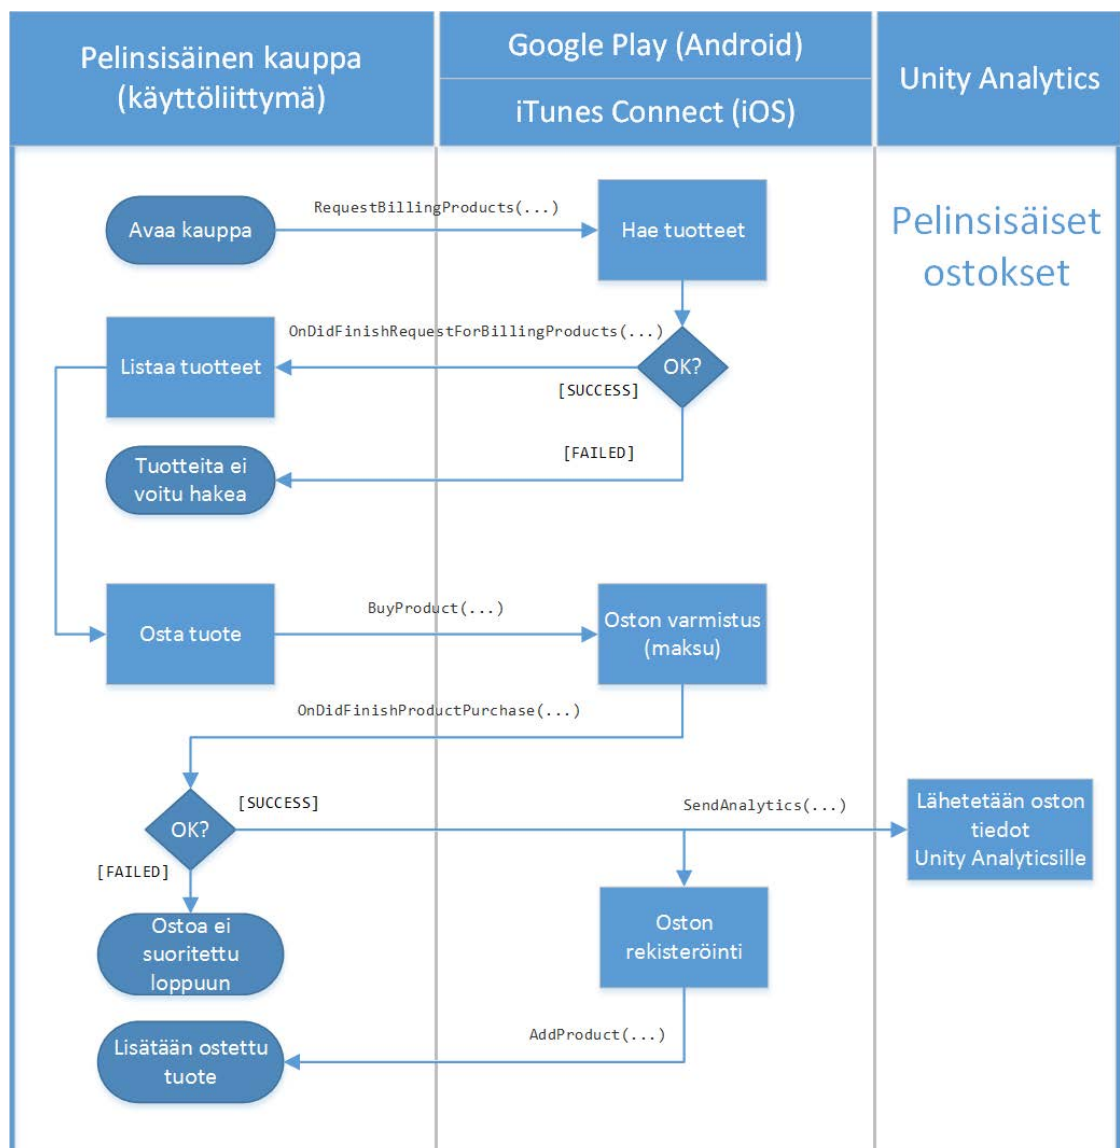 Pelinsisäinen kauppa
(käyttöliittymä)
Google Play (Android)
iTunes Connect (iOS)
Unity Analytics
Pelinsisäiset
ostokset
RequestBillingProducts(...)
Avaa kauppa
Hae tuotteet
OnDidFinishRequestForBillingProducts(...)
Listaa tuotteet
OK?
[SUCCESS]
[FAILED]
Tuotteita ei
voitu hakea
BuyProduct(...)
Osta tuote
Oston varmistus
(maksu)
OnDidFinishProductPurchase(...)
[SUCCESS]
SendAnalytics(...)
OK?
Lähetetään oston
tiedot
Unity Analyticsille
[FAILED]
Ostoa ei
suoritettu
loppuun
Oston
rekisteröinti
AddProduct(...)
Lisätään ostettu
tuote